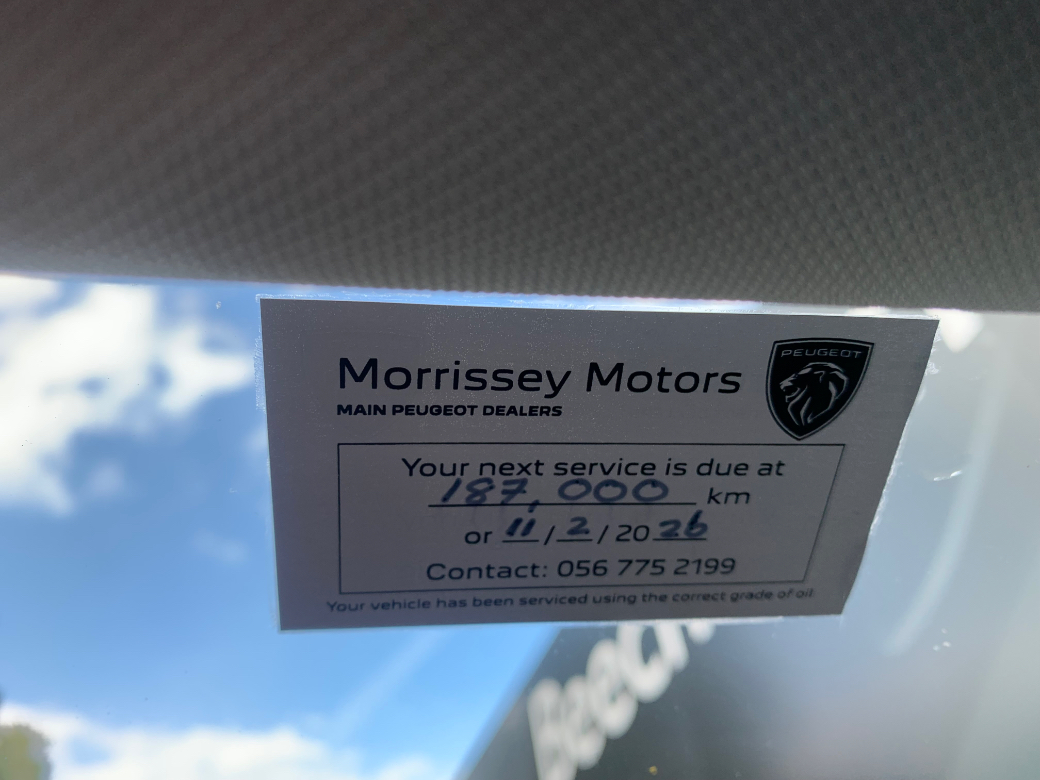 Morrissey Motors
MAIN PEUGEOT DEALERS
PEUGEOT
Your next service is due at
187,000 km
or 11/2/2026
Contact: 056 775 2199
Your vehicle has been serviced using the correct grade of oil.